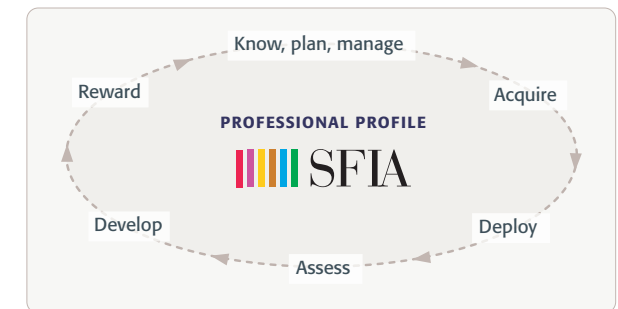 Know, plan, manage
Reward
Acquire
PROFESSIONAL PROFILE
SFIA
Develop
Deploy
Assess